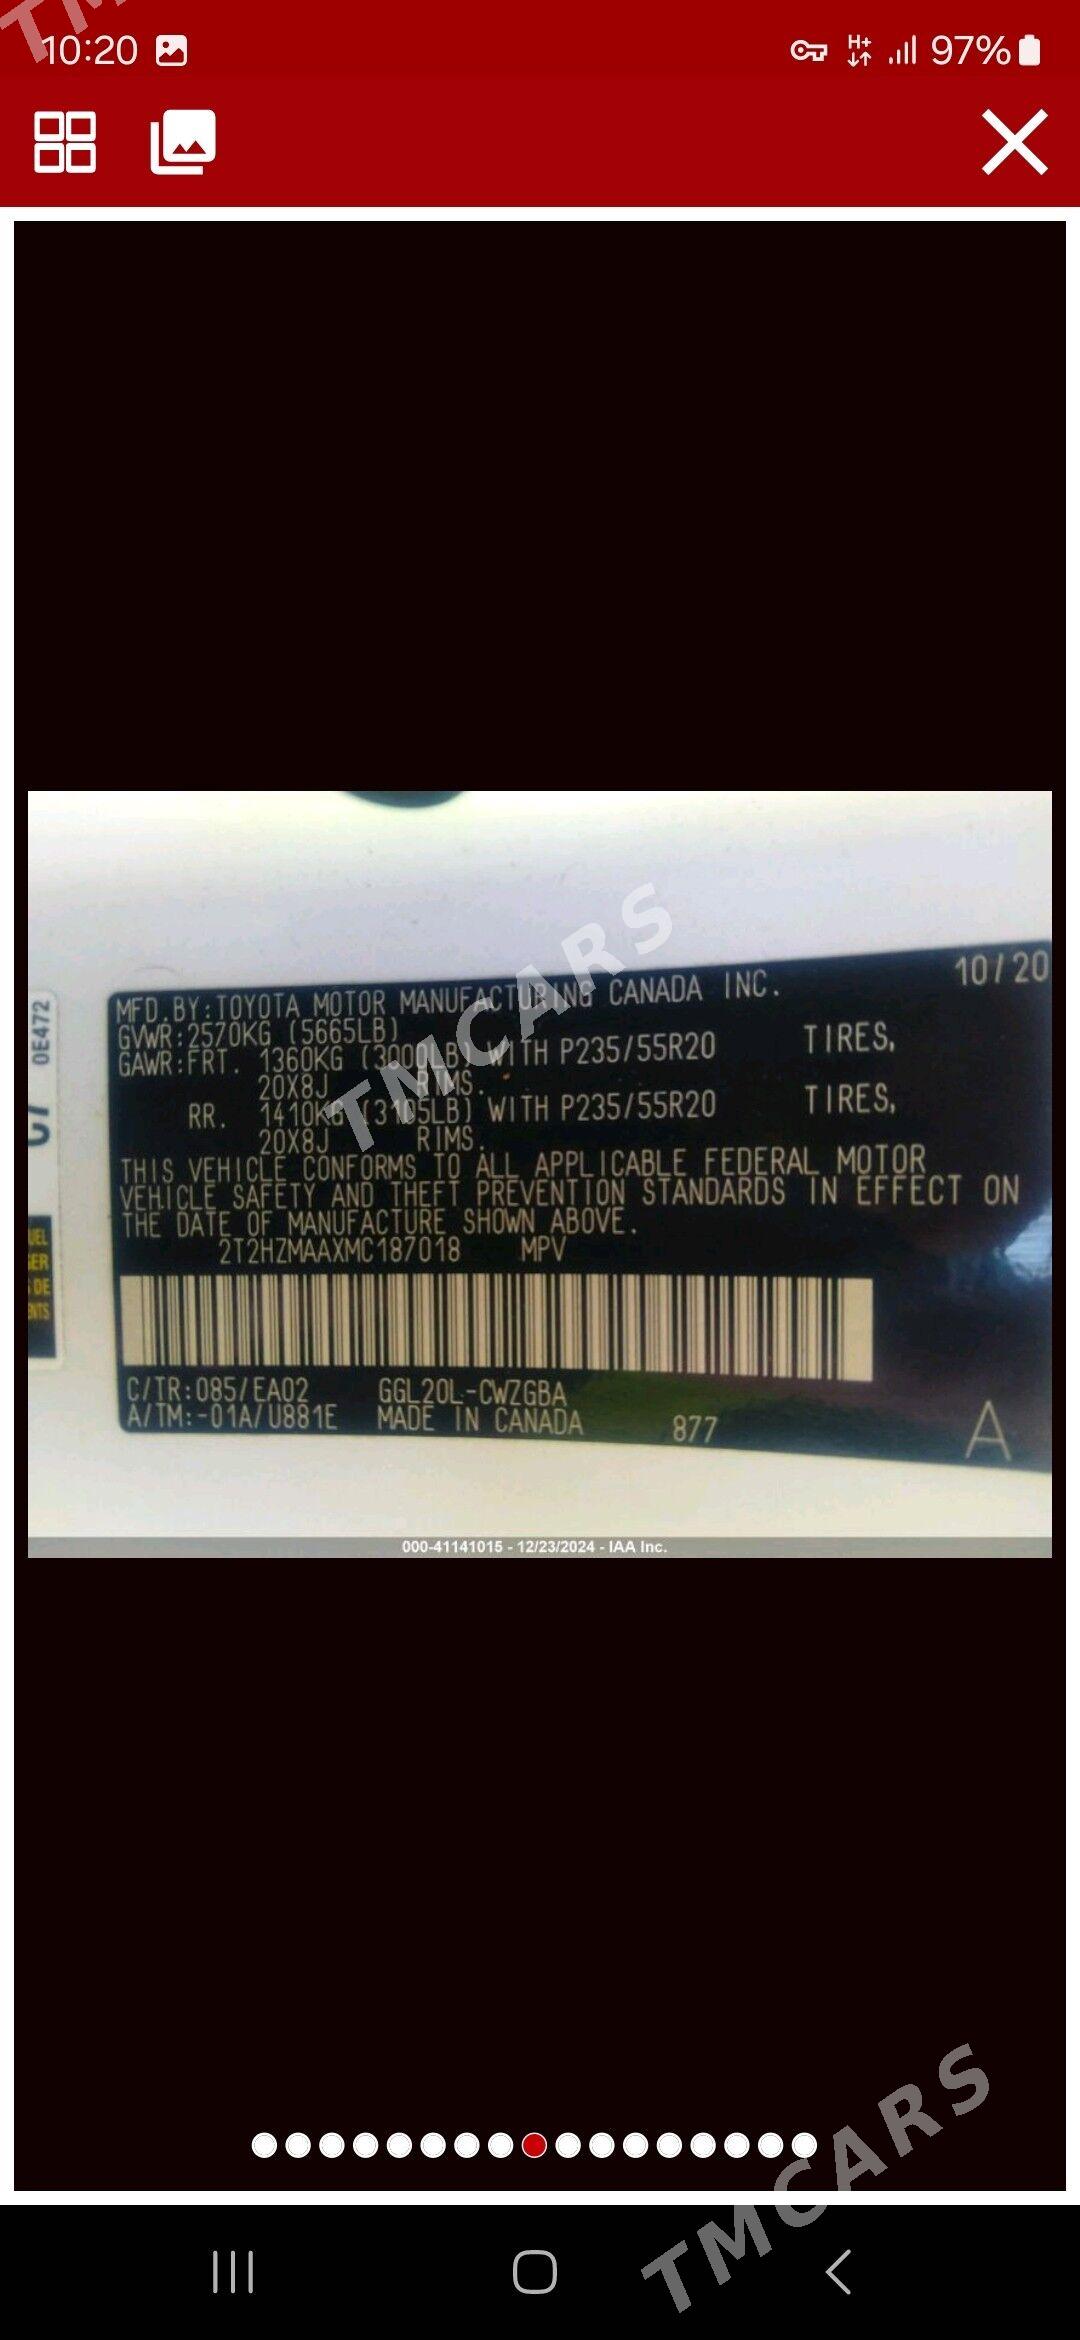 10:20
H+
97%
TMCARS
0E472
10/20
MFD.BY:TOYOTA MOTOR MANUFACTURING CANADA INC.
GVWR:2570KG (5665LB)
GAWR:FRT. 1360KG (3000LB) WITH P235/55R20 TIRES,
20X8J RIMS.
RR. 1410KG (3105LB) WITH P235/55R20 TIRES,
20X8J RIMS.
THIS VEHICLE CONFORMS TO ALL APPLICABLE FEDERAL MOTOR
VEHICLE SAFETY AND THEFT PREVENTION STANDARDS IN EFFECT ON
THE DATE OF MANUFACTURE SHOWN ABOVE.
2T2HZMAAXMC187018 MPV
C/TR:085/EA02 GGL20L-CWZGBA
A/TM:-01A/U881E MADE IN CANADA 877 A
000-41141015 - 12/23/2024 - IAA Inc.
TMCARS